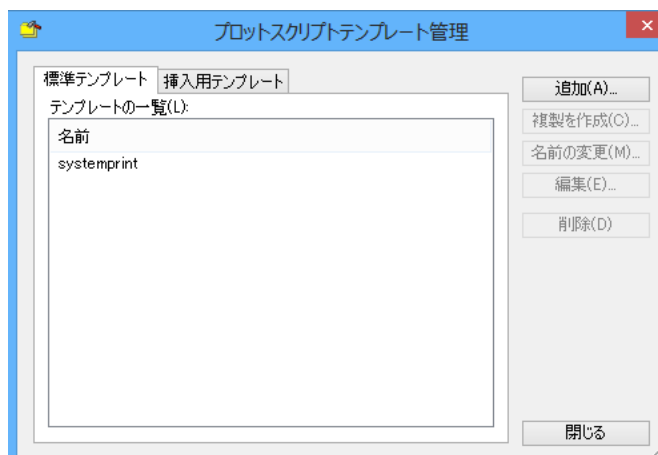 プロットスクリプトテンプレート管理
標準テンプレート 挿入用テンプレート
テンプレートの一覧(L):
名前
systemprint
追加(A)...
複製を作成(C)...
名前の変更(M)...
編集(E)...
削除(D)
閉じる